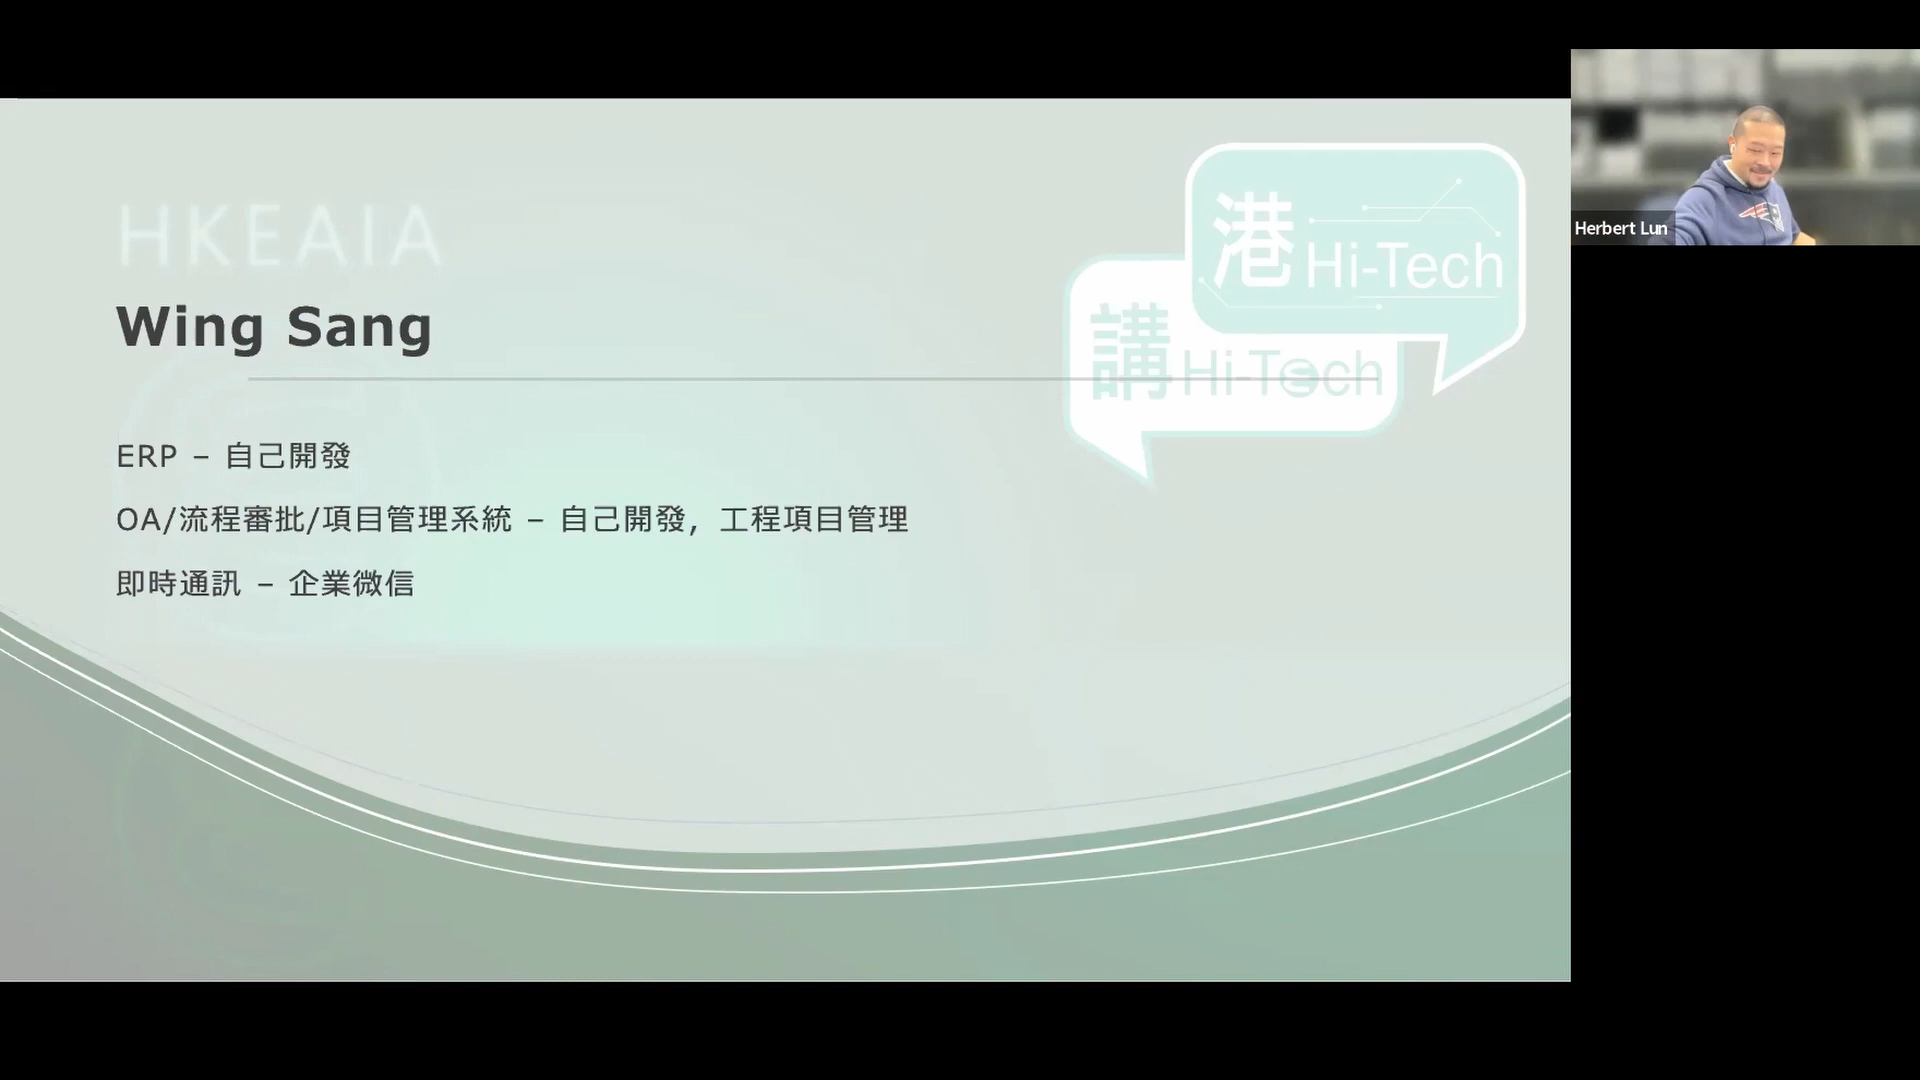 HKEAIA
港 Hi-Tech
講 Hi-Tech
Wing Sang
ERP – 自己開發
OA/流程審批/項目管理系統 – 自己開發，工程項目管理
即時通訊 – 企業微信
Herbert Lun